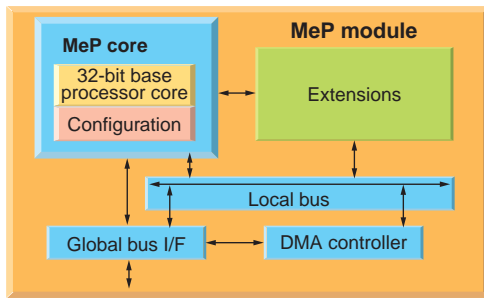 MeP module
MeP core
32-bit base
processor core
Configuration
Extensions
Local bus
Global bus I/F
DMA controller